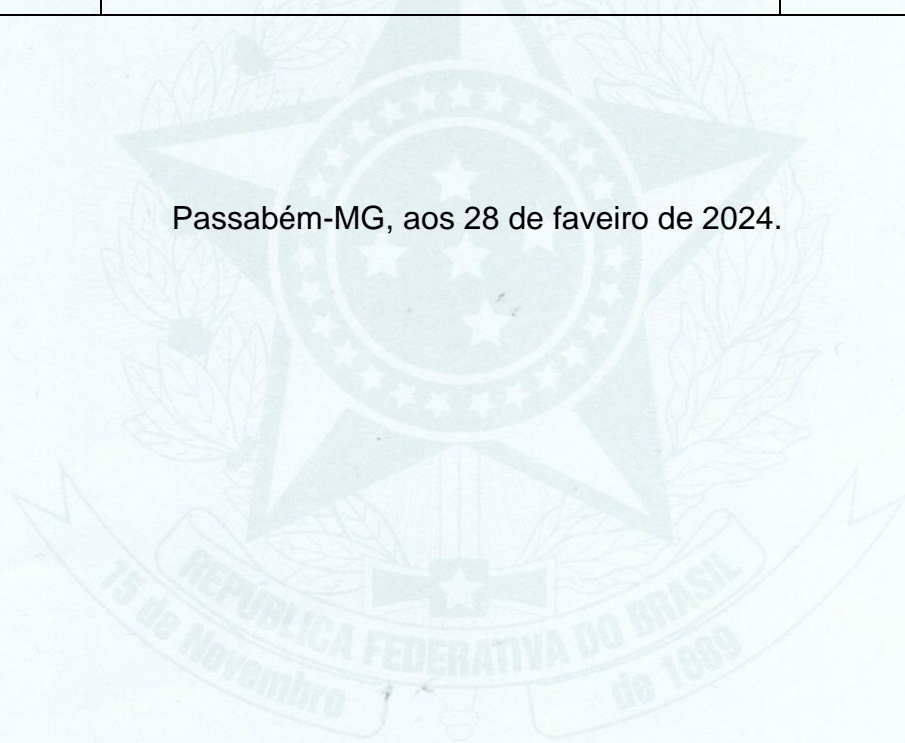 Passabém-MG, aos 28 de faveiro de 2024.
REPÚBLICA FEDERATIVA DO BRASIL
15 de Novembro de 1889